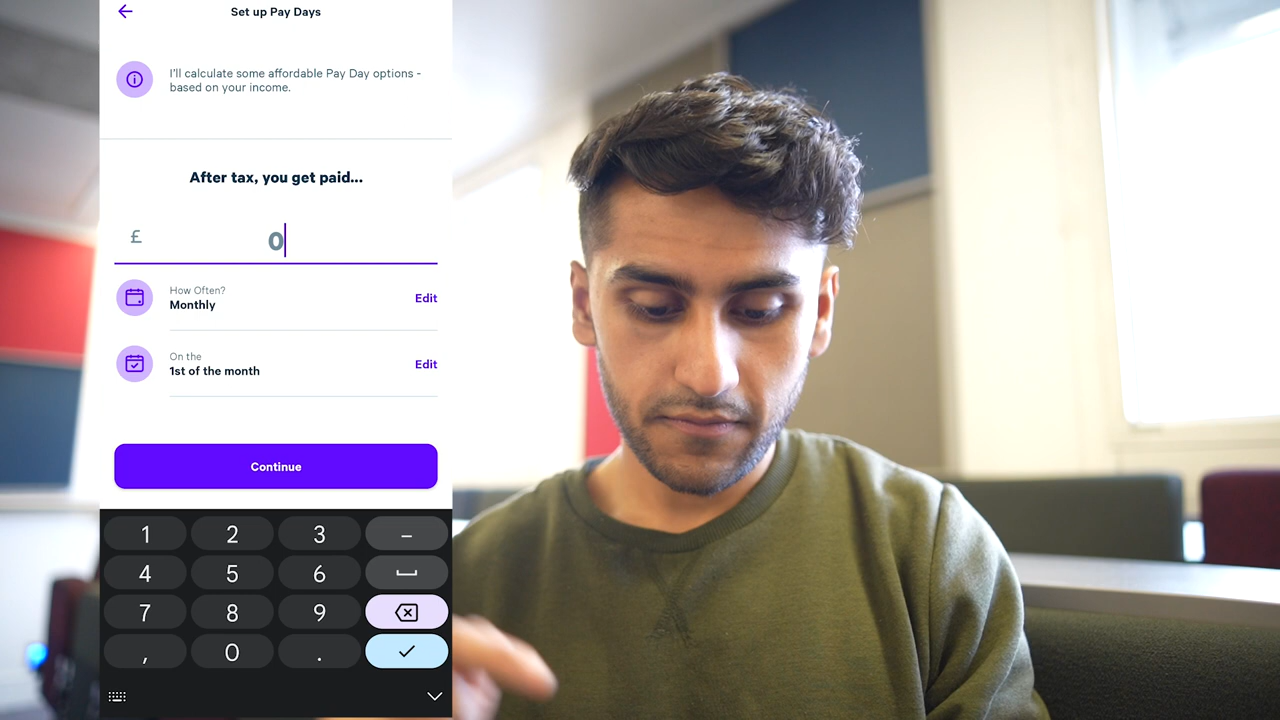 Set up Pay Days
I'll calculate some affordable Pay Day options -
based on your income.
After tax, you get paid...
£ 0
How Often?
Monthly
Edit
On the
1st of the month
Edit
Continue
1 2 3 –
4 5 6
7 8 9
, 0 .